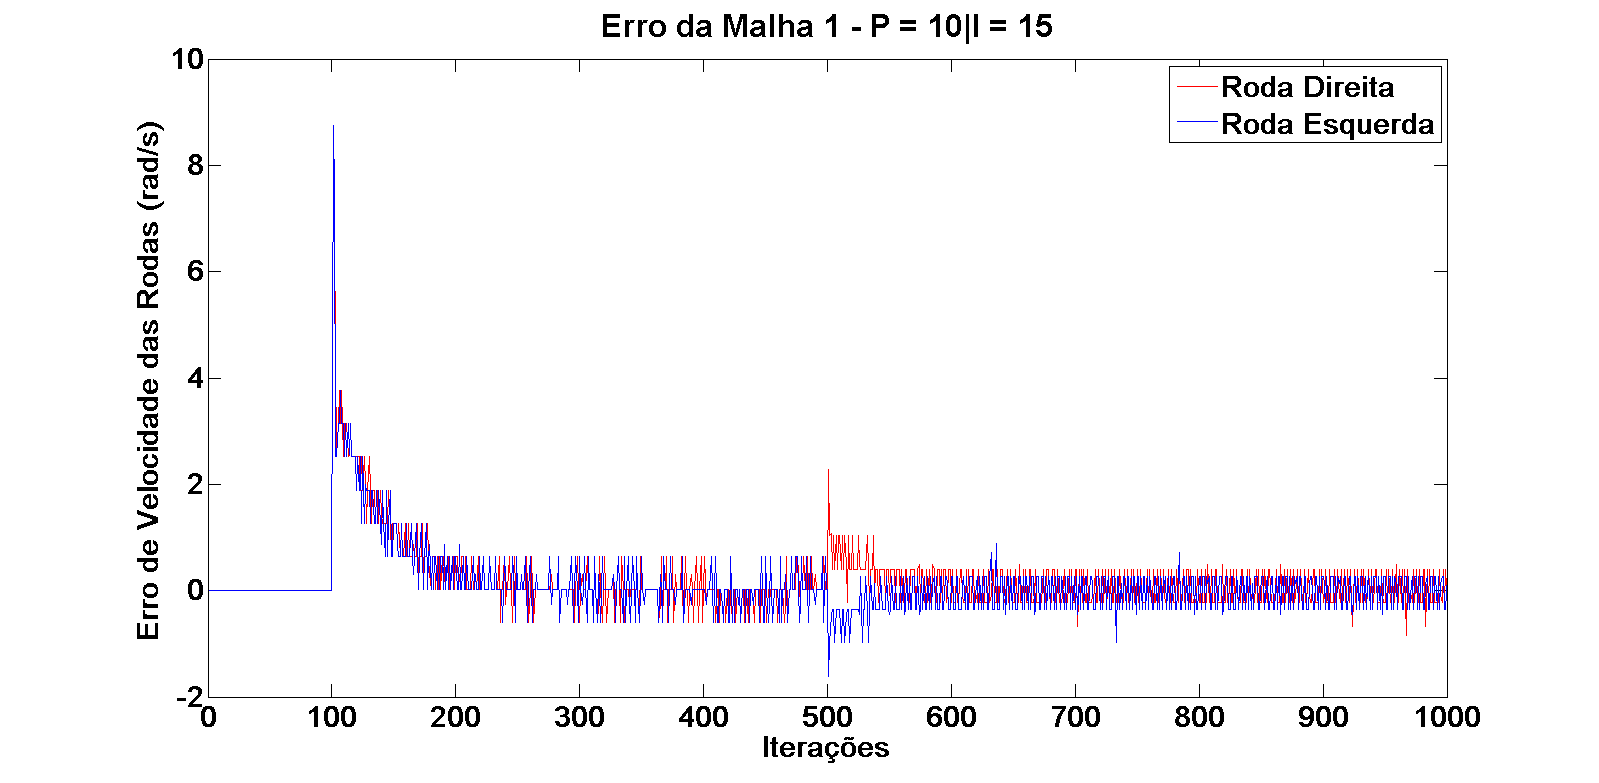 Erro da Malha 1 - P = 10|I = 15
Erro de Velocidade das Rodas (rad/s)
10
8
6
4
2
0
-2
Roda Direita
Roda Esquerda
0 100 200 300 400 500 600 700 800 900 1000
Iterações